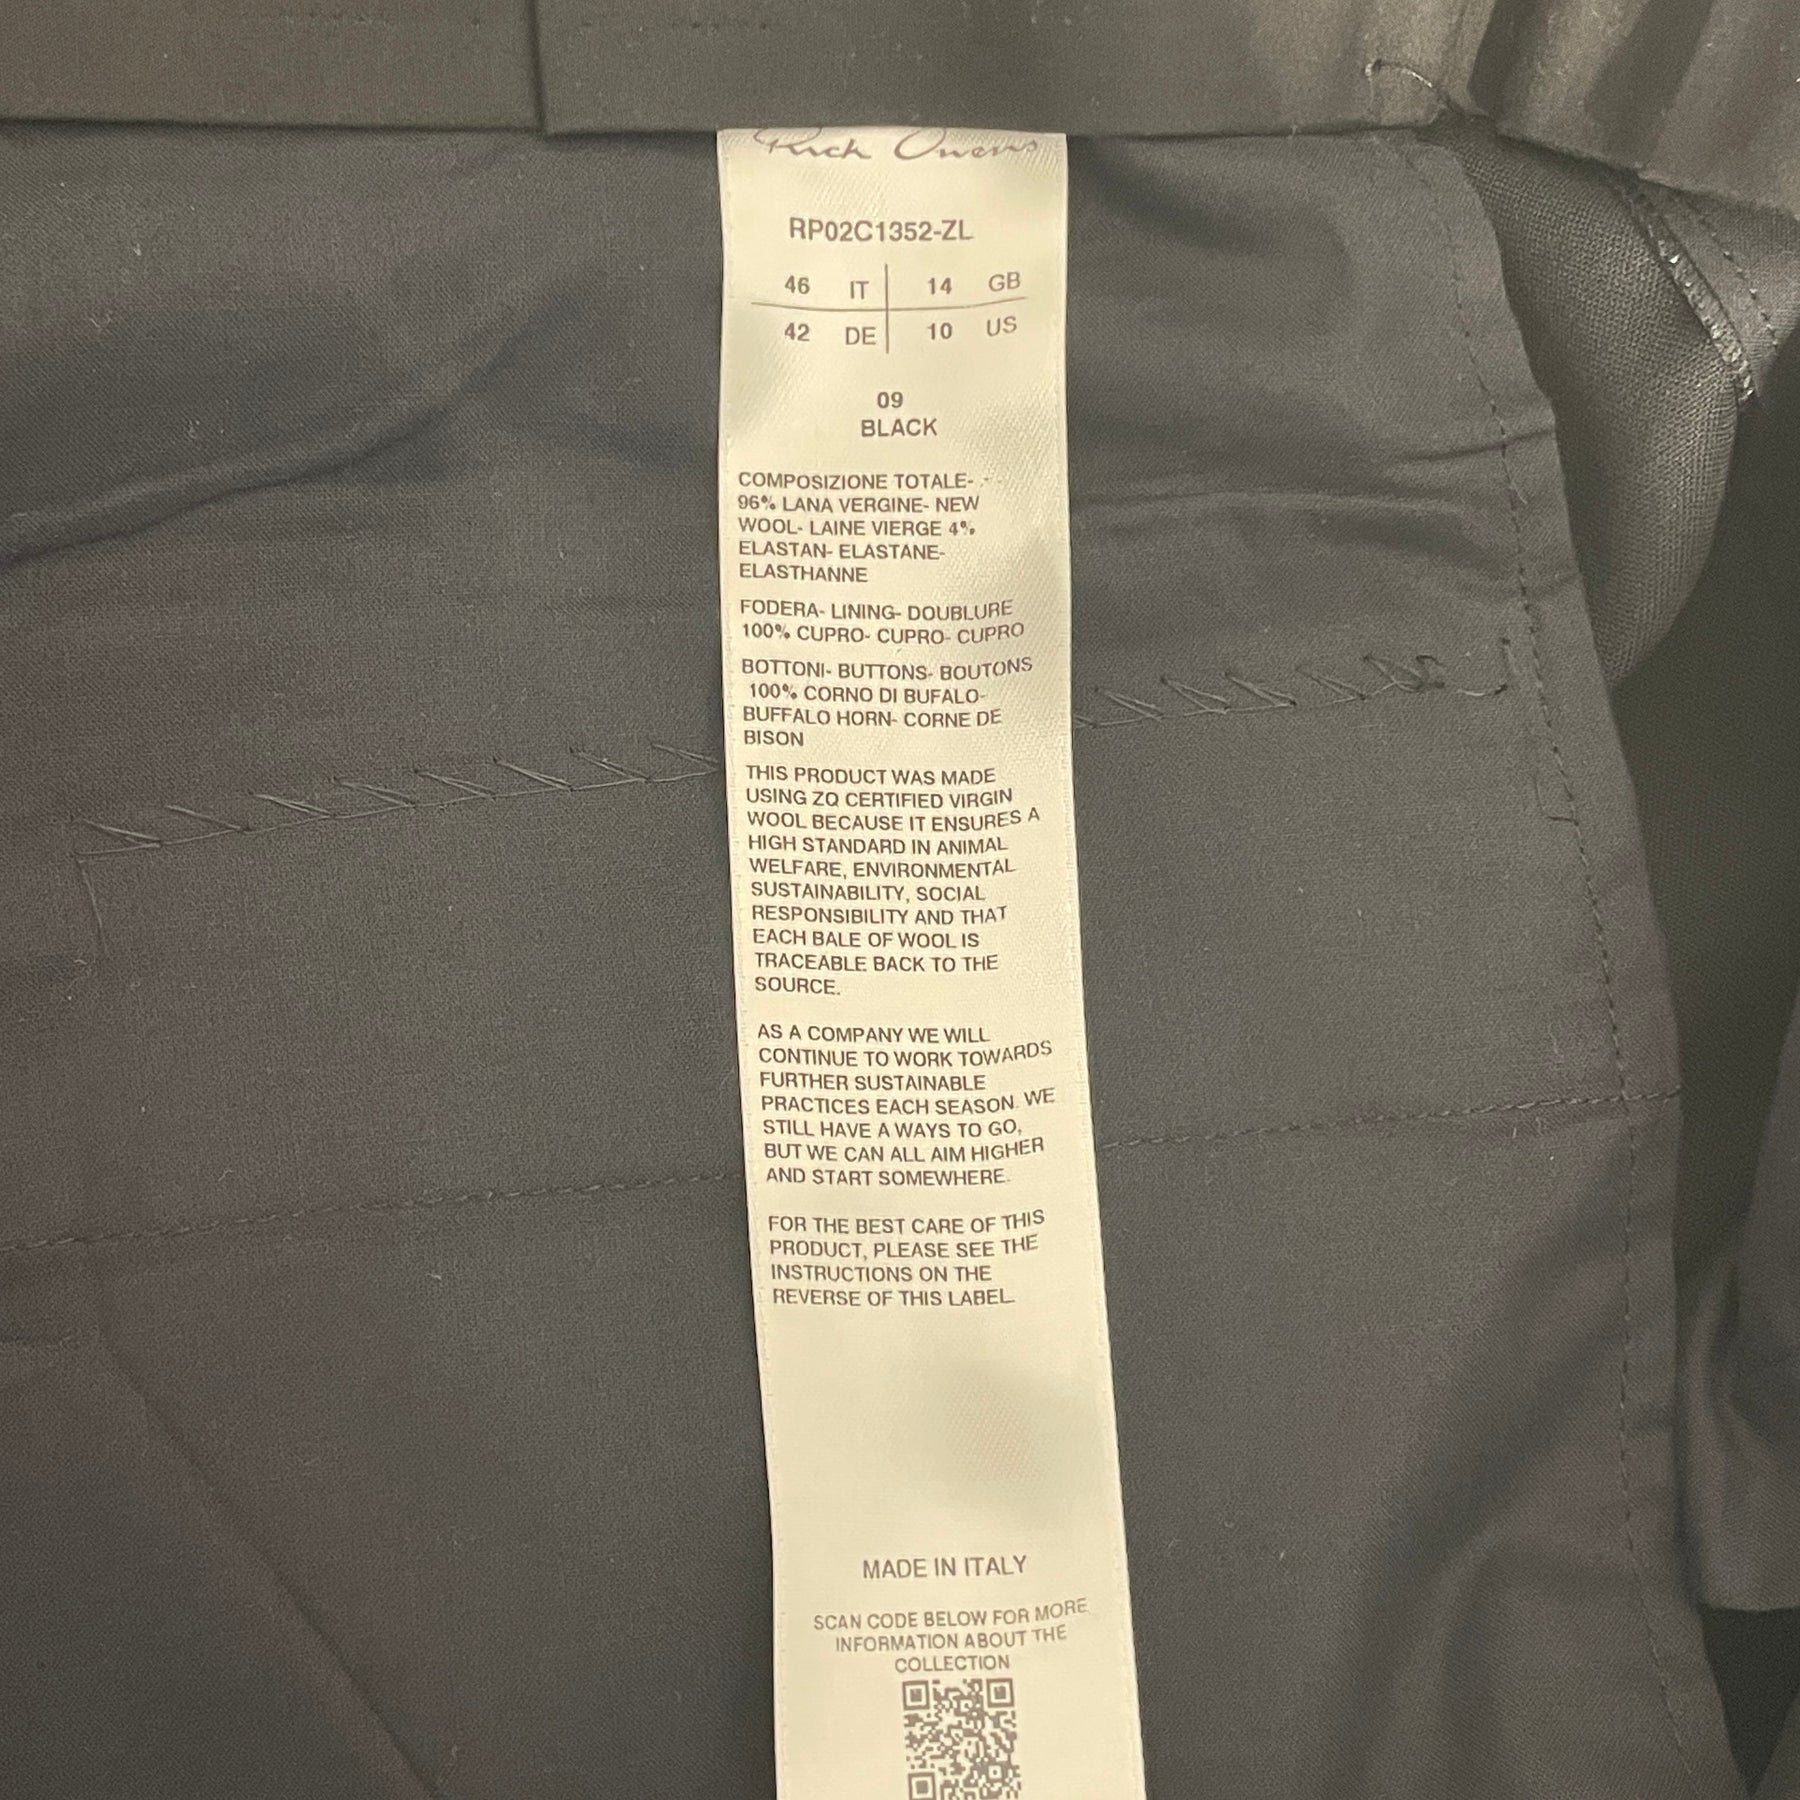 Rick Owens
RP02C1352-ZL
46 IT 14 GB
42 DE 10 US
09
BLACK
COMPOSIZIONE TOTALE- - -
96% LANA VERGINE- NEW
WOOL- LAINE VIERGE 4%
ELASTAN- ELASTANE-
ELASTHANNE
FODERA- LINING- DOUBLURE
100% CUPRO- CUPRO- CUPRO
BOTTONI- BUTTONS- BOUTONS
100% CORNO DI BUFALO-
BUFFALO HORN- CORNE DE
BISON
THIS PRODUCT WAS MADE
USING ZQ CERTIFIED VIRGIN
WOOL BECAUSE IT ENSURES A
HIGH STANDARD IN ANIMAL
WELFARE, ENVIRONMENTAL
SUSTAINABILITY, SOCIAL
RESPONSIBILITY AND THAT
EACH BALE OF WOOL IS
TRACEABLE BACK TO THE
SOURCE.
AS A COMPANY WE WILL
CONTINUE TO WORK TOWARDS
FURTHER SUSTAINABLE
PRACTICES EACH SEASON. WE
STILL HAVE A WAYS TO GO,
BUT WE CAN ALL AIM HIGHER
AND START SOMEWHERE.
FOR THE BEST CARE OF THIS
PRODUCT, PLEASE SEE THE
INSTRUCTIONS ON THE
REVERSE OF THIS LABEL.
MADE IN ITALY
SCAN CODE BELOW FOR MORE
INFORMATION ABOUT THE
COLLECTION